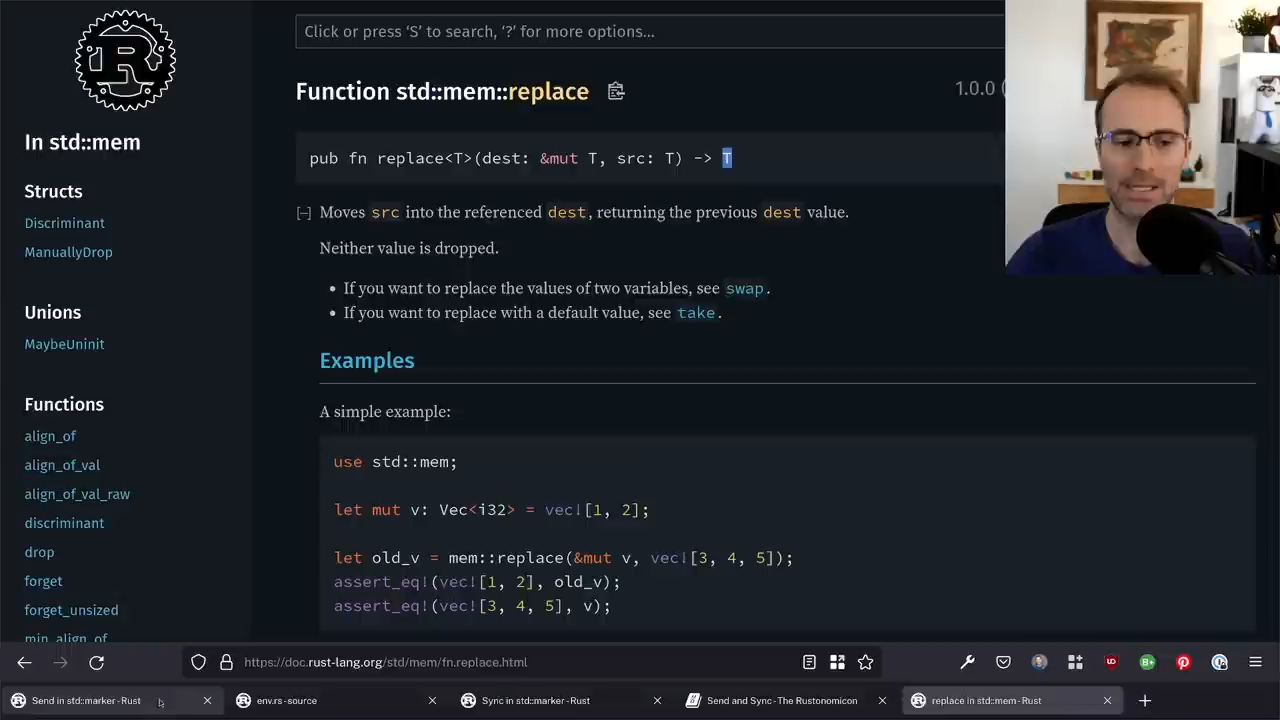 Click or press ‘S’ to search, ‘?’ for more options…
Function std::mem::replace
1.0.0 (
pub fn replace<T>(dest: &mut T, src: T) -> T
[−] Moves src into the referenced dest, returning the previous dest value.
Neither value is dropped.
• If you want to replace the values of two variables, see swap.
• If you want to replace with a default value, see take.
Examples
A simple example:
use std::mem;
let mut v: Vec<i32> = vec![1, 2];
let old_v = mem::replace(&mut v, vec![3, 4, 5]);
assert_eq!(vec![1, 2], old_v);
assert_eq!(vec![3, 4, 5], v);
R
In std::mem
Structs
Discriminant
ManuallyDrop
Unions
MaybeUninit
Functions
align_of
align_of_val
align_of_val_raw
discriminant
drop
forget
forget_unsized
min_align_of
https://doc.rust-lang.org/std/mem/fn.replace.html
Send in std::marker - Rust
env.rs - source
Sync in std::marker - Rust
Send and Sync - The Rustonomicon
replace in std::mem - Rust